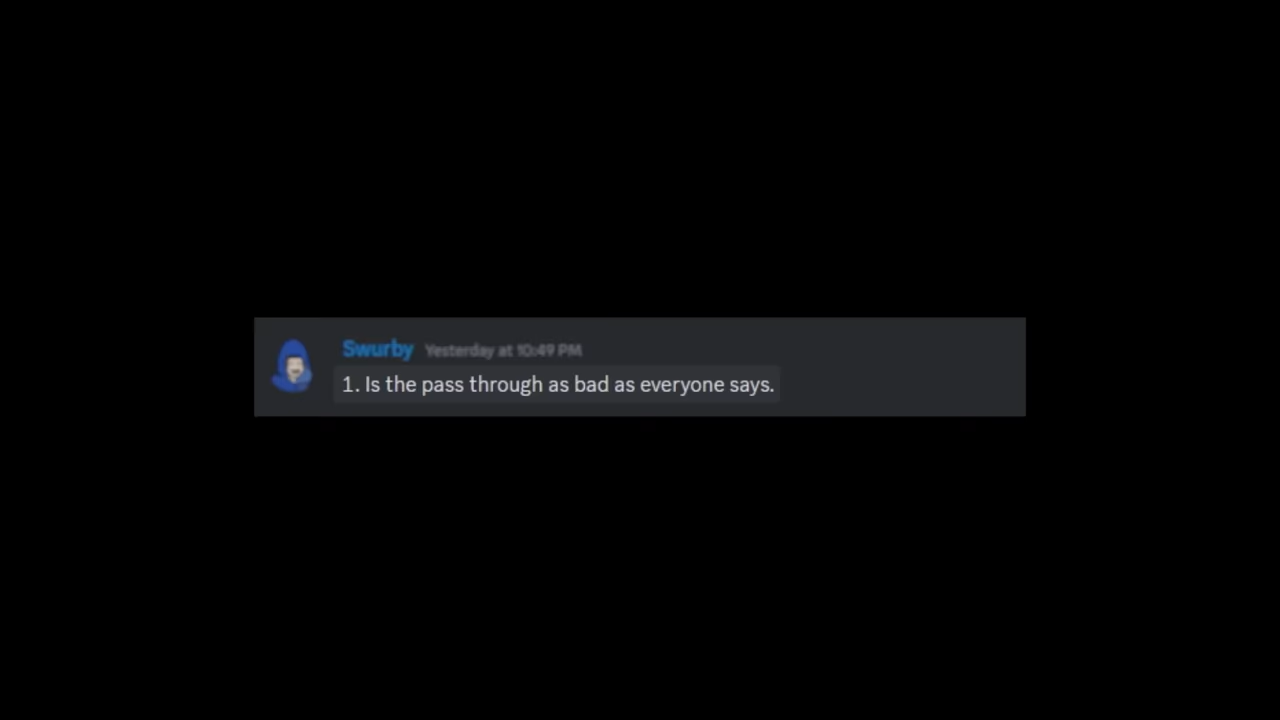 Swurby Yesterday at 10:49 PM
1. Is the pass through as bad as everyone says.